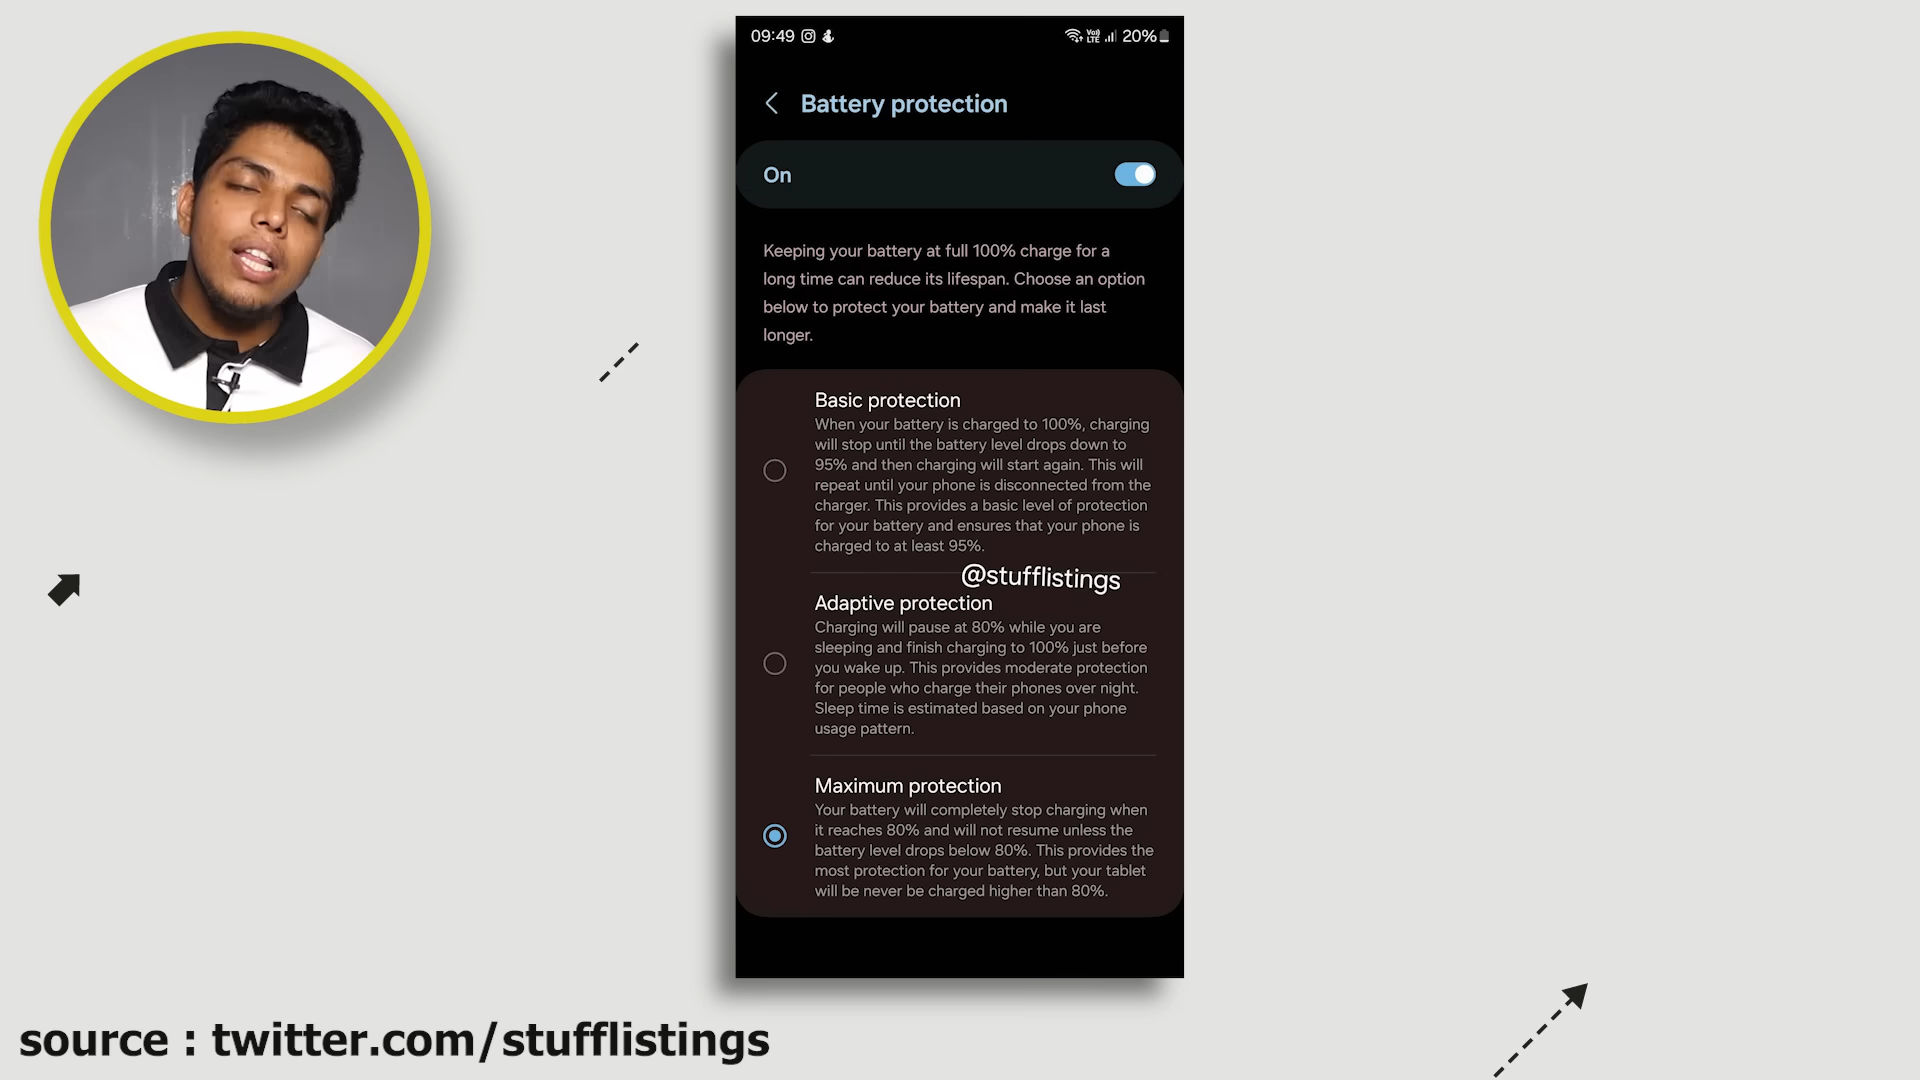 09:49
Vo) LTE 20%
Battery protection
On
Keeping your battery at full 100% charge for a
long time can reduce its lifespan. Choose an option
below to protect your battery and make it last
longer.
Basic protection
When your battery is charged to 100%, charging
will stop until the battery level drops down to
95% and then charging will start again. This will
repeat until your phone is disconnected from the
charger. This provides a basic level of protection
for your battery and ensures that your phone is
charged to at least 95%.
@stufflistings
Adaptive protection
Charging will pause at 80% while you are
sleeping and finish charging to 100% just before
you wake up. This provides moderate protection
for people who charge their phones over night.
Sleep time is estimated based on your phone
usage pattern.
Maximum protection
Your battery will completely stop charging when
it reaches 80% and will not resume unless the
battery level drops below 80%. This provides the
most protection for your battery, but your tablet
will be never be charged higher than 80%.
source : twitter.com/stufflistings